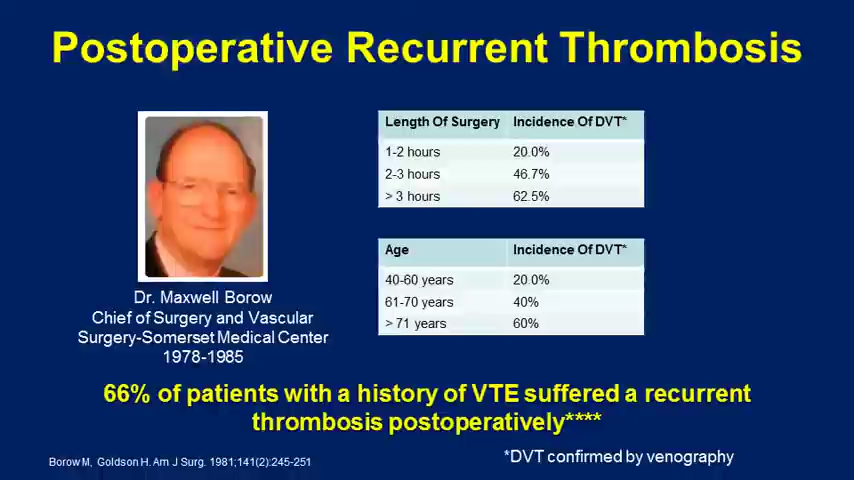 Postoperative Recurrent Thrombosis
Length Of Surgery Incidence Of DVT*
1-2 hours 20.0%
2-3 hours 46.7%
> 3 hours 62.5%
Age Incidence Of DVT*
40-60 years 20.0%
61-70 years 40%
> 71 years 60%
Dr. Maxwell Borow
Chief of Surgery and Vascular
Surgery-Somerset Medical Center
1978-1985
66% of patients with a history of VTE suffered a recurrent
thrombosis postoperatively****
Borow M, Goldson H. Am J Surg. 1981;141(2):245-251
*DVT confirmed by venography